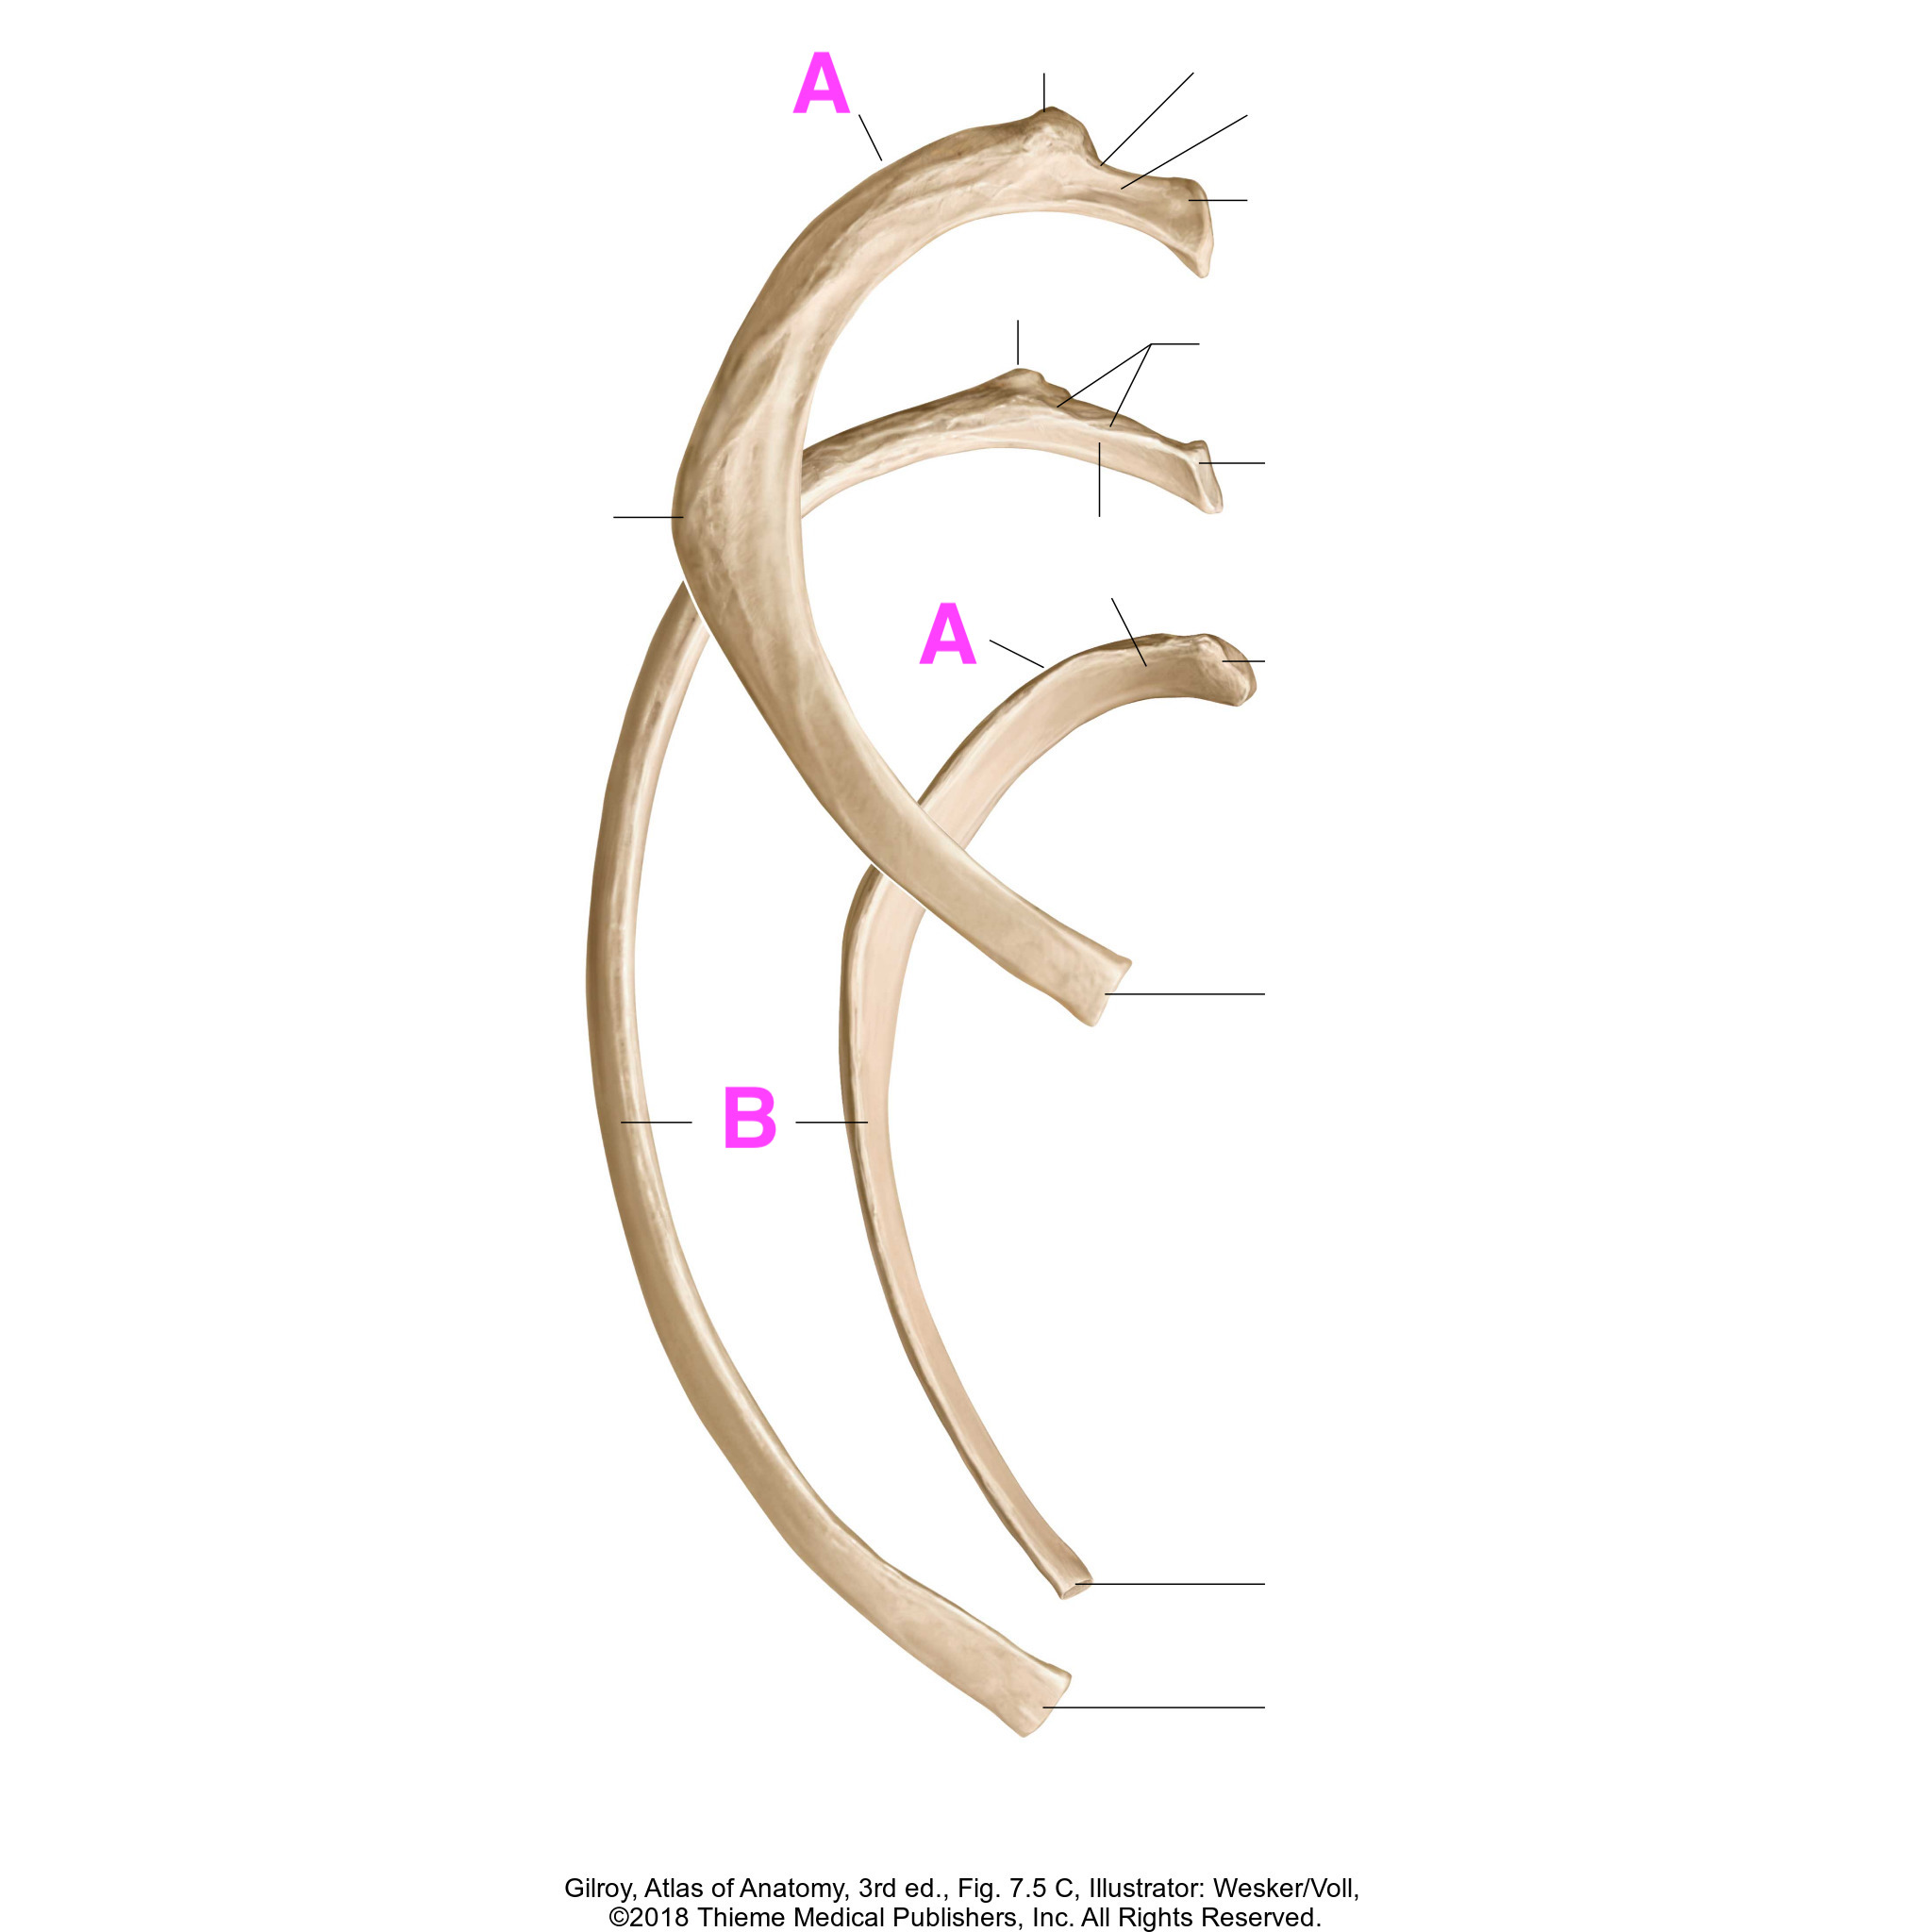 A
A
B
Gilroy, Atlas of Anatomy, 3rd ed., Fig. 7.5 C, Illustrator: Wesker/Voll,
©2018 Thieme Medical Publishers, Inc. All Rights Reserved.